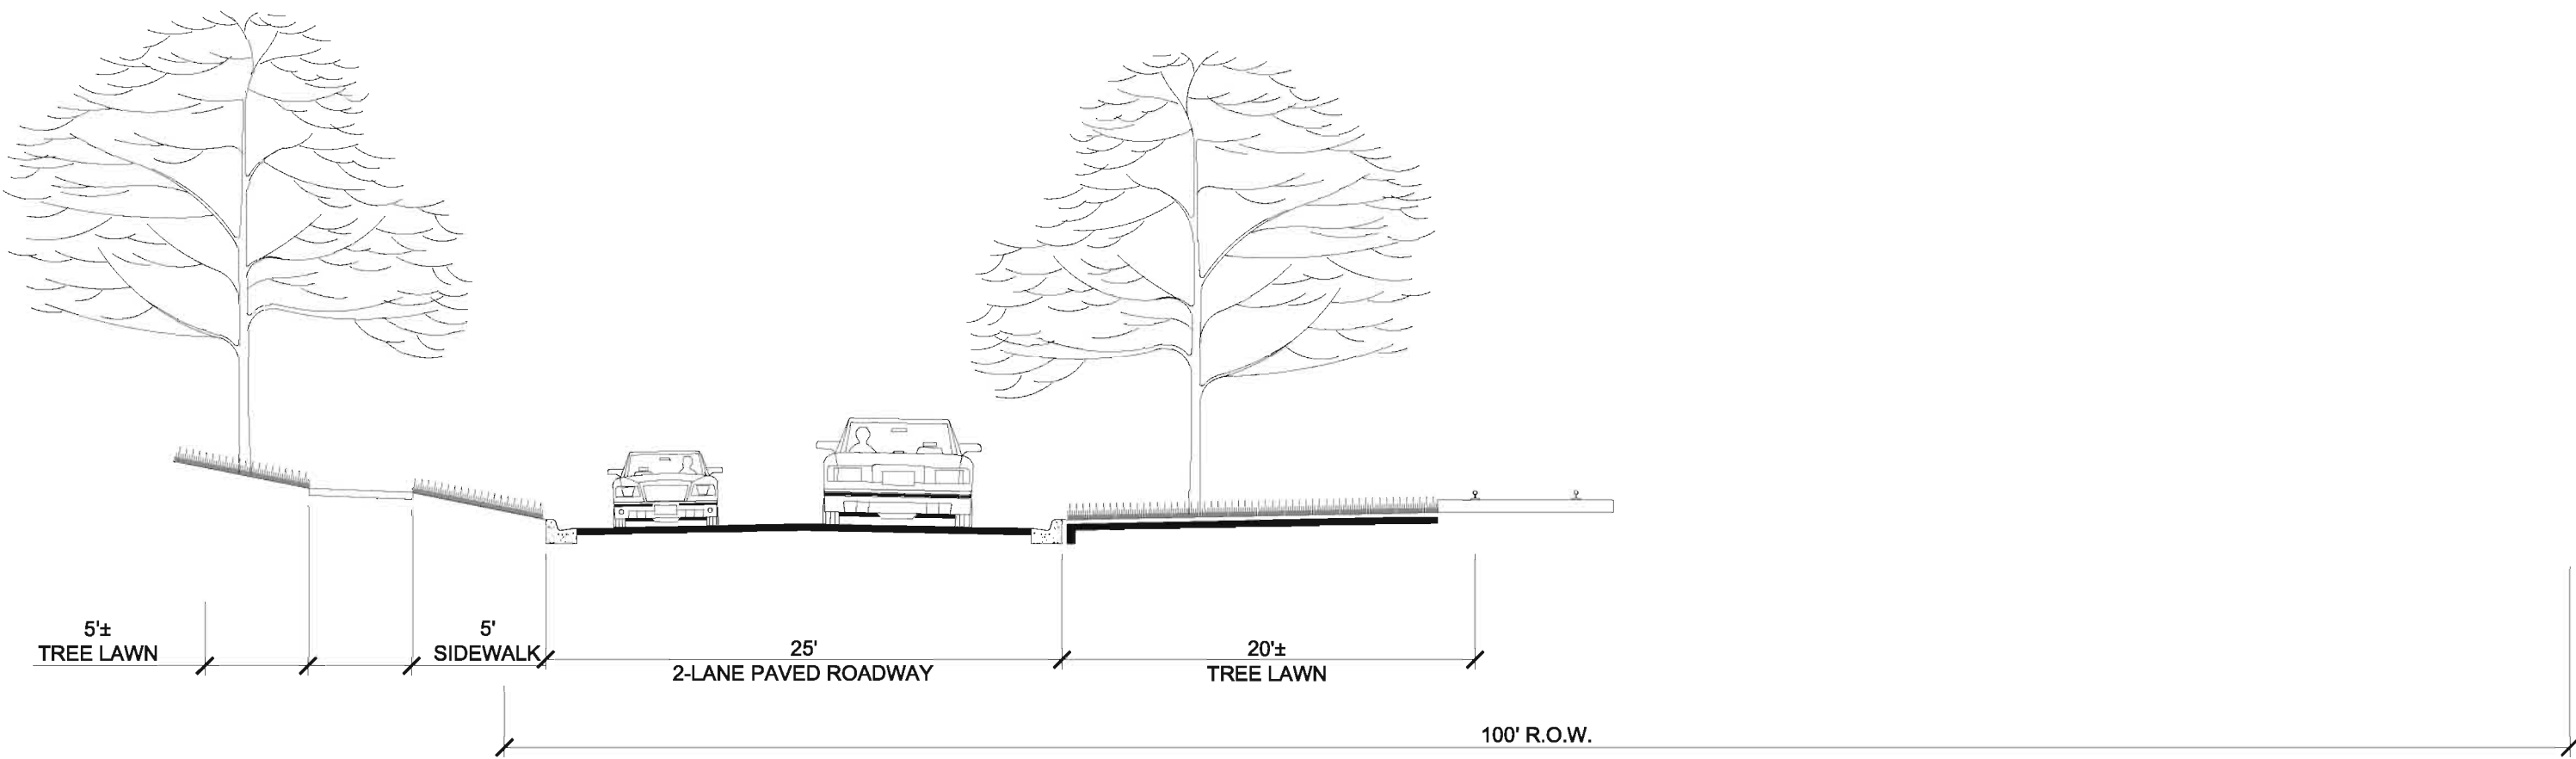 5'±
TREE LAWN
5'
SIDEWALK
25'
2-LANE PAVED ROADWAY
20'±
TREE LAWN
100' R.O.W.